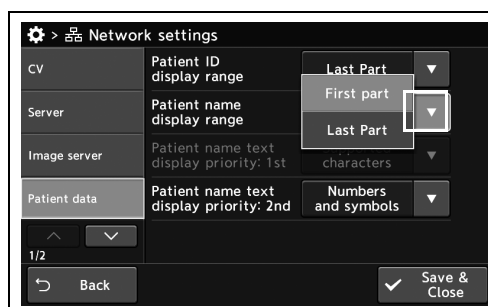 > Network settings
CV
Server
Image server
Patient data
1/2
Patient ID
display range
Last Part
Patient name
display range
First part
Last Part
Patient name text
display priority: 1st
characters
Patient name text
display priority: 2nd
Numbers
and symbols
Back
Save &
Close